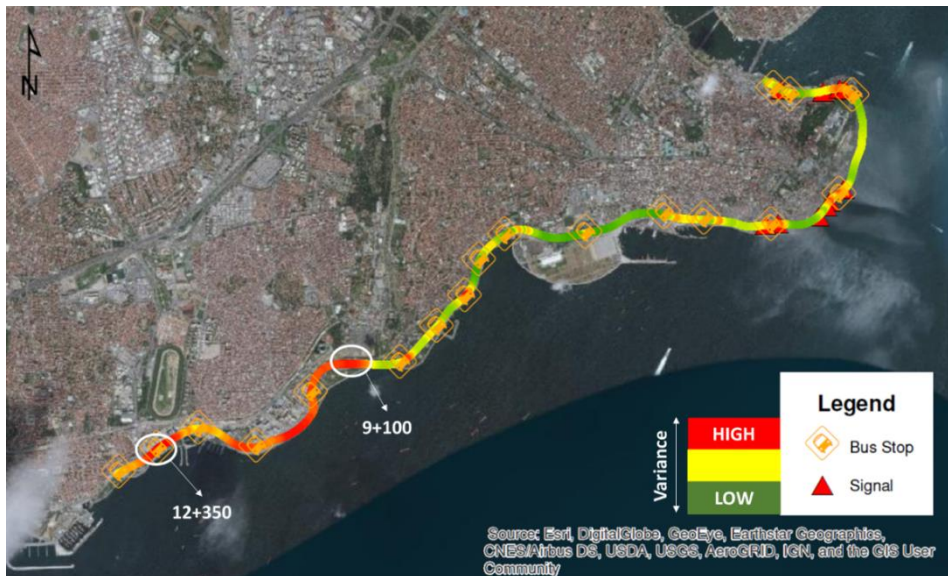 N
9+100
12+350
Variance
HIGH
LOW
Legend
Bus Stop
Signal
Source: Esri, DigitalGlobe, GeoEye, Earthstar Geographics,
CNES/Airbus DS, USDA, USGS, AeroGRID, IGN, and the GIS User
Community